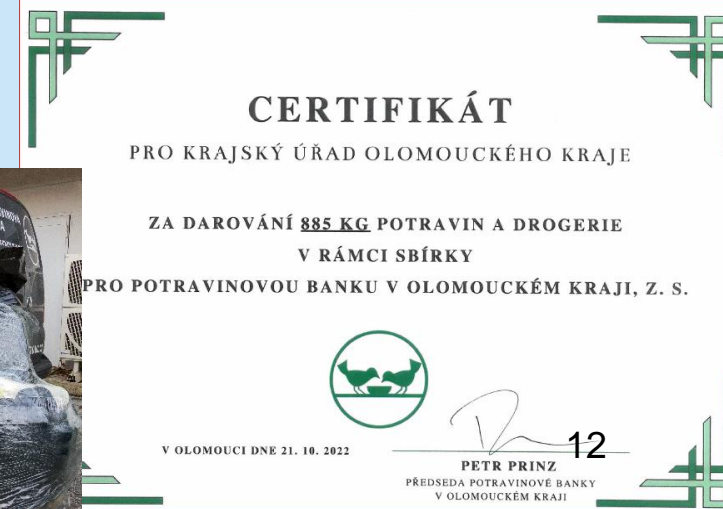 CERTIFIKÁT
PRO KRAJSKÝ ÚŘAD OLOMOUCKÉHO KRAJE
ZA DAROVÁNÍ 885 KG POTRAVIN A DROGERIE
V RÁMCI SBÍRKY
PRO POTRAVINOVOU BANKU V OLOMOUCKÉM KRAJI, Z. S.
V OLOMOUCI DNE 21. 10. 2022
12
PETR PRINZ
PŘEDSEDA POTRAVINOVÉ BANKY
V OLOMOUCKÉM KRAJI